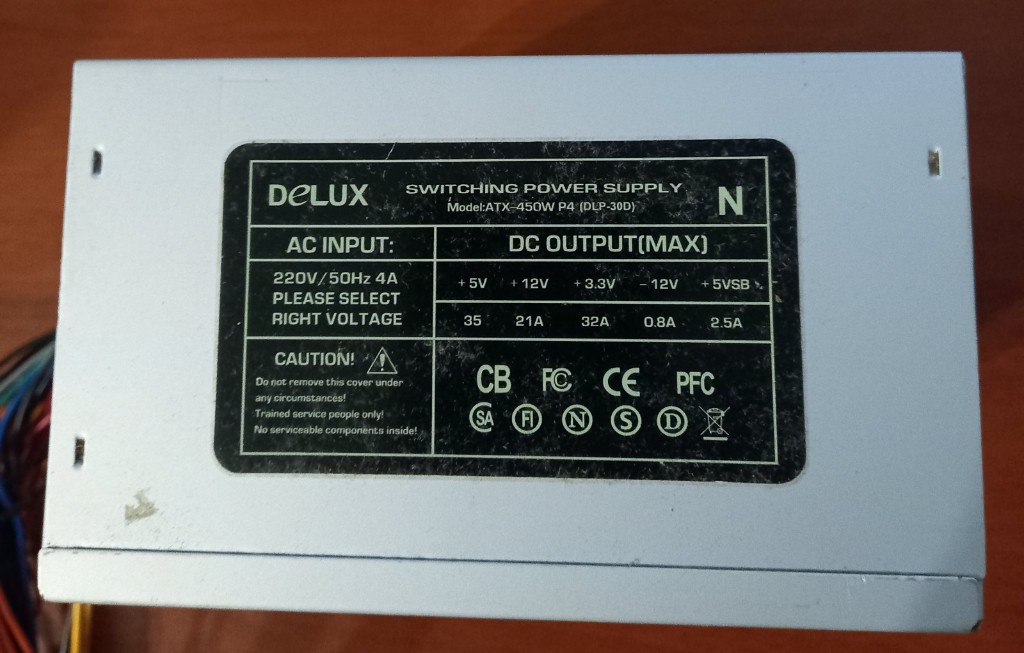 DeLUX
SWITCHING POWER SUPPLY
Model:ATX-450W P4 (DLP-30D)
N
AC INPUT:
DC OUTPUT(MAX)
220V/50Hz 4A
PLEASE SELECT
RIGHT VOLTAGE
+5V +12V +3.3V -12V +5VSB
35 21A 32A 0.8A 2.5A
CAUTION!
Do not remove this cover under
any circumstances!
Trained service people only!
No serviceable components inside!
CB FC CE PFC
SA FI N S D